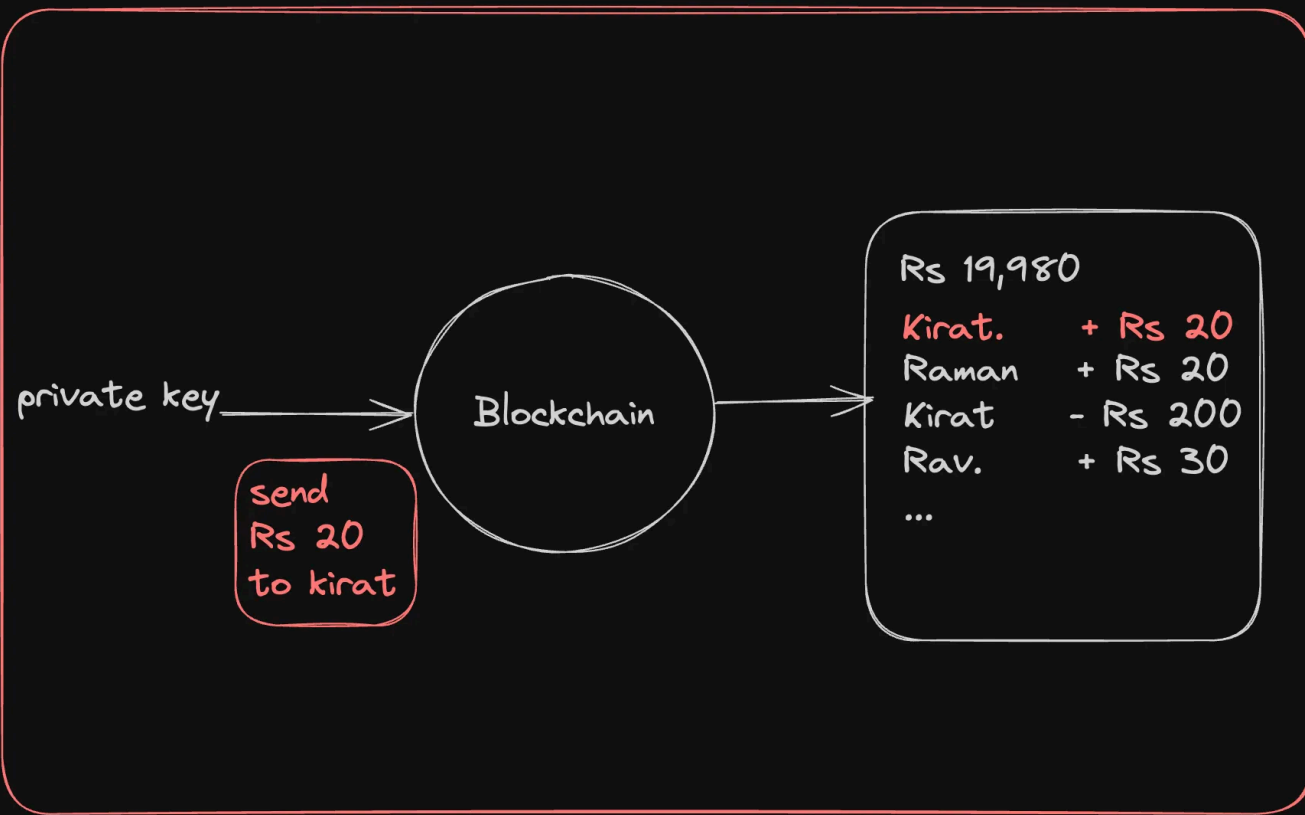 private key
send
Rs 20
to kirat
Blockchain
Rs 19,980
Kirat. + Rs 20
Raman + Rs 20
Kirat - Rs 200
Rav. + Rs 30
...